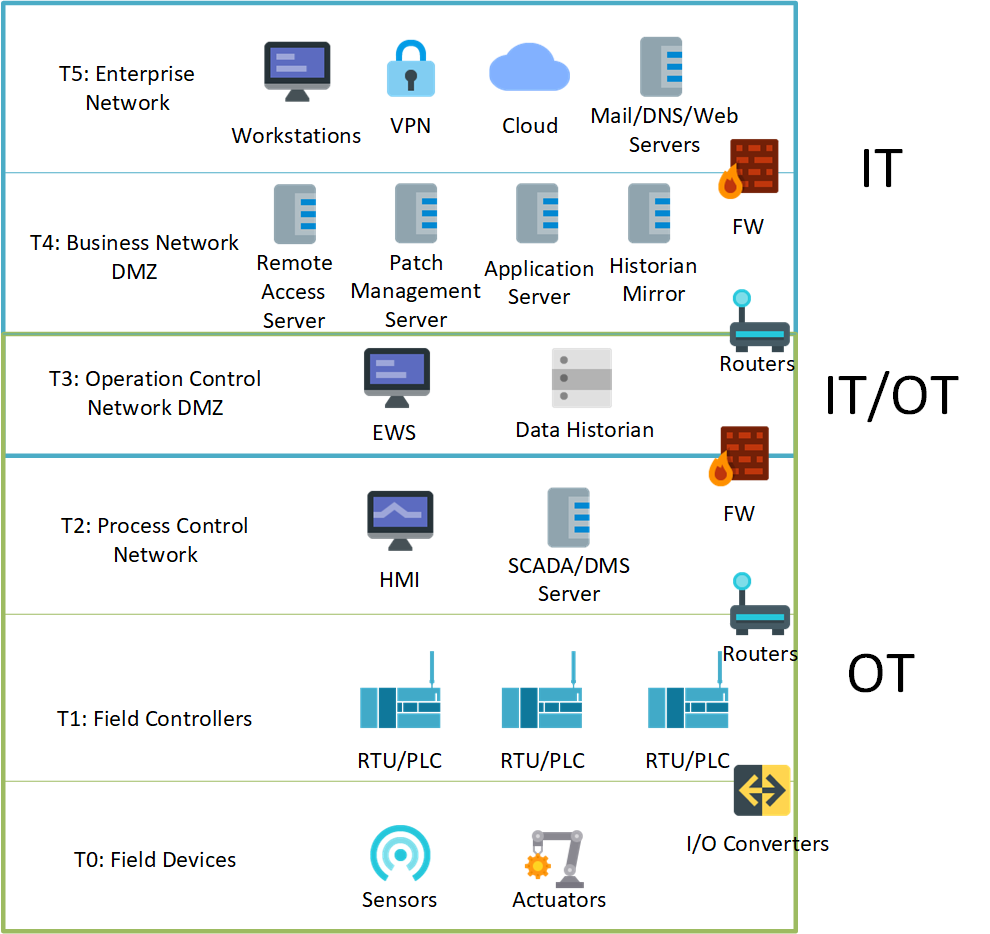 T5: Enterprise
Network
Workstations
VPN
Cloud
Mail/DNS/Web
Servers
IT
FW
T4: Business Network
DMZ
Remote
Access
Server
Patch
Management
Server
Application
Server
Historian
Mirror
Routers
T3: Operation Control
Network DMZ
EWS
Data Historian
IT/OT
FW
T2: Process Control
Network
HMI
SCADA/DMS
Server
Routers
OT
T1: Field Controllers
RTU/PLC
RTU/PLC
RTU/PLC
I/O Converters
T0: Field Devices
Sensors
Actuators